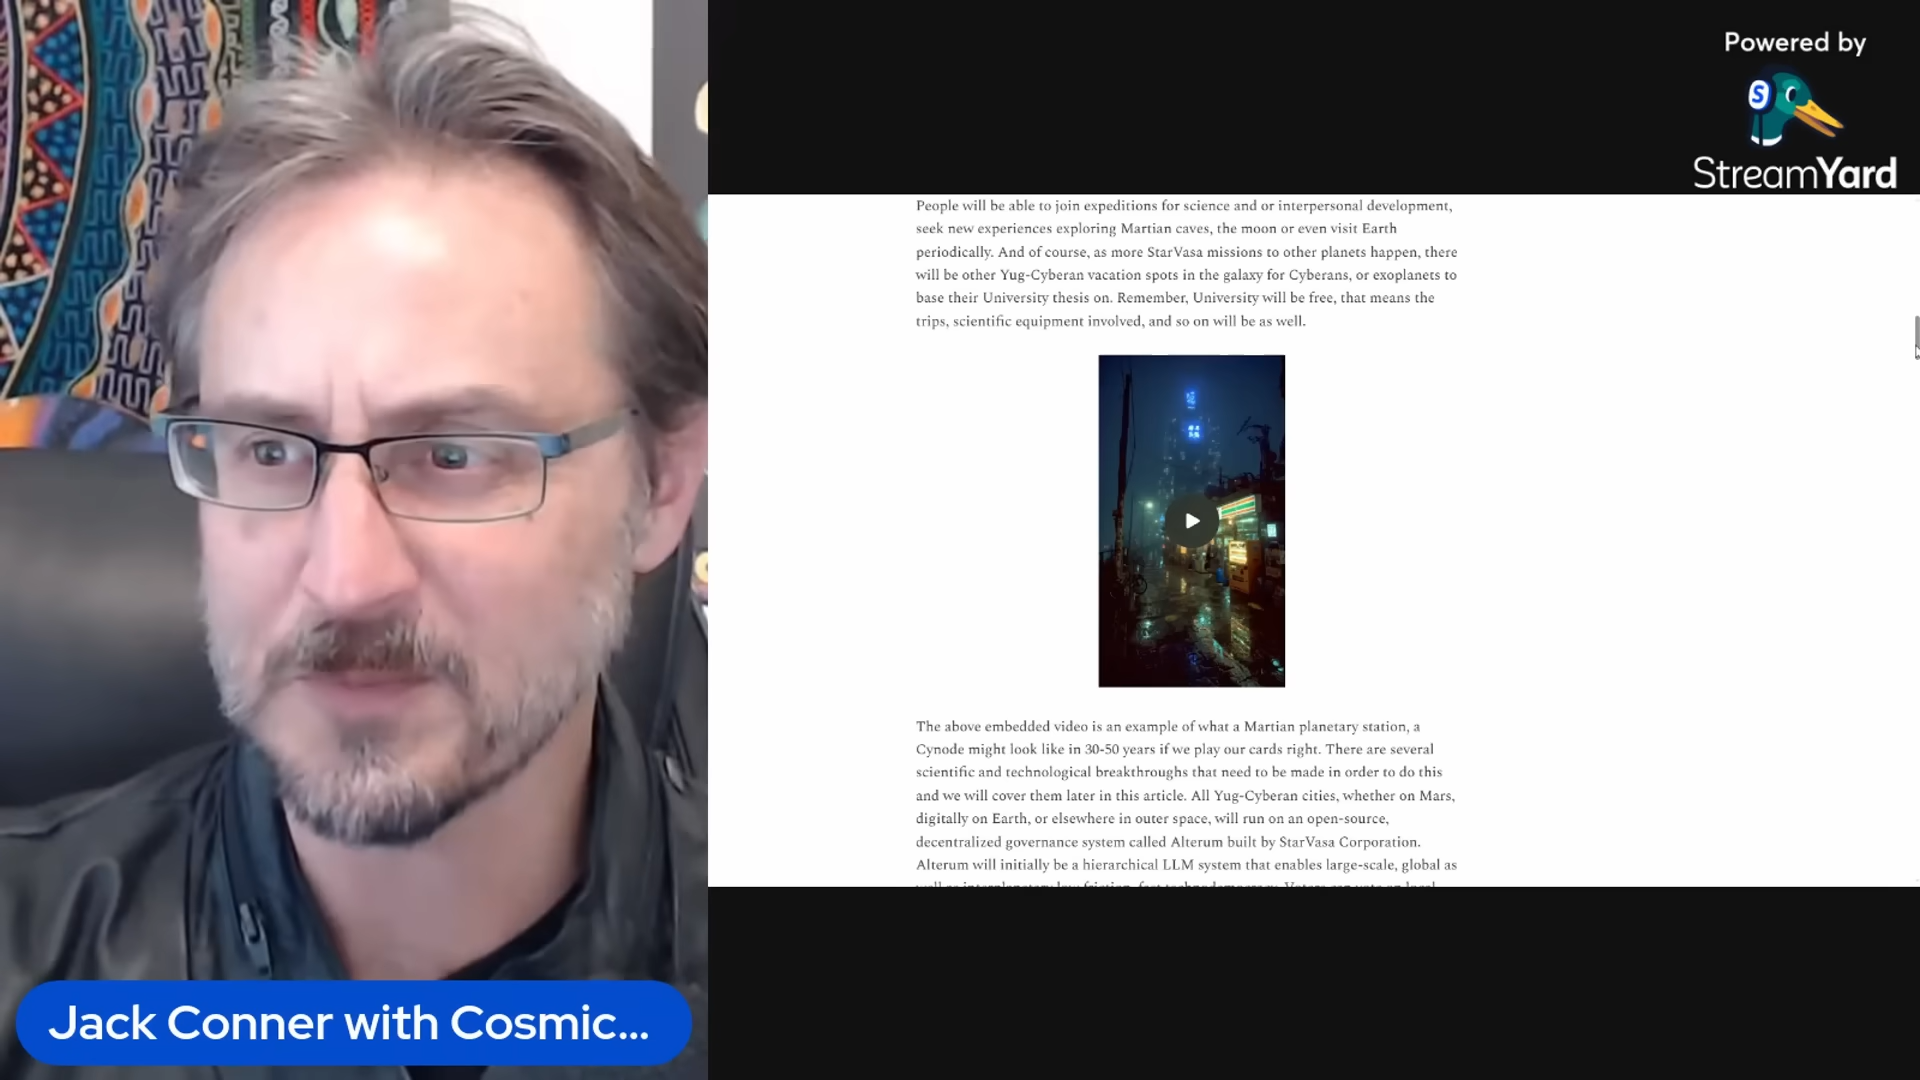 Powered by
S
StreamYard
People will be able to join expeditions for science and or interpersonal development,
seek new experiences exploring Martian caves, the moon or even visit Earth
periodically. And of course, as more StarVasa missions to other planets happen, there
will be other Yug-Cyberan vacation spots in the galaxy for Cyberans, or exoplanets to
base their University thesis on. Remember, University will be free, that means the
trips, scientific equipment involved, and so on will be as well.
The above embedded video is an example of what a Martian planetary station, a
Cynode might look like in 30-50 years if we play our cards right. There are several
scientific and technological breakthroughs that need to be made in order to do this
and we will cover them later in this article. All Yug-Cyberan cities, whether on Mars,
digitally on Earth, or elsewhere in outer space, will run on an open-source,
decentralized governance system called Alterum built by StarVasa Corporation.
Alterum will initially be a hierarchical LLM system that enables large-scale, global as
Jack Conner with Cosmic...